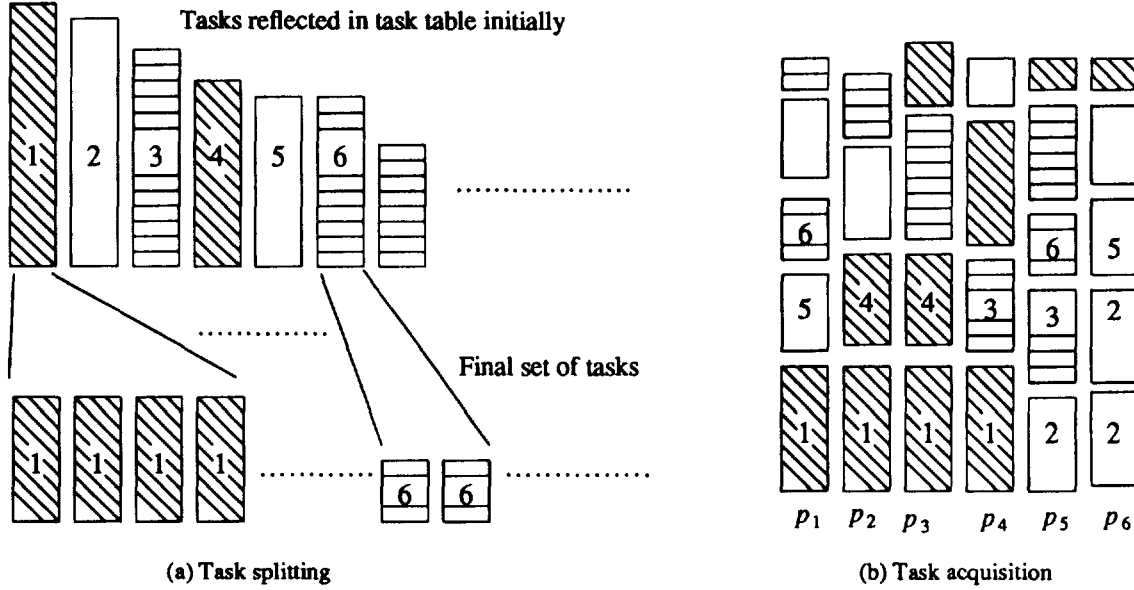 Tasks reflected in task table initially
1
2
3
4
5
6
Final set of tasks
1 1 1 1
6 6
(a) Task splitting
6 6 5
5 4 4 3 3 2
1 1 1 1 2 2
p1 p2 p3 p4 p5 p6
(b) Task acquisition